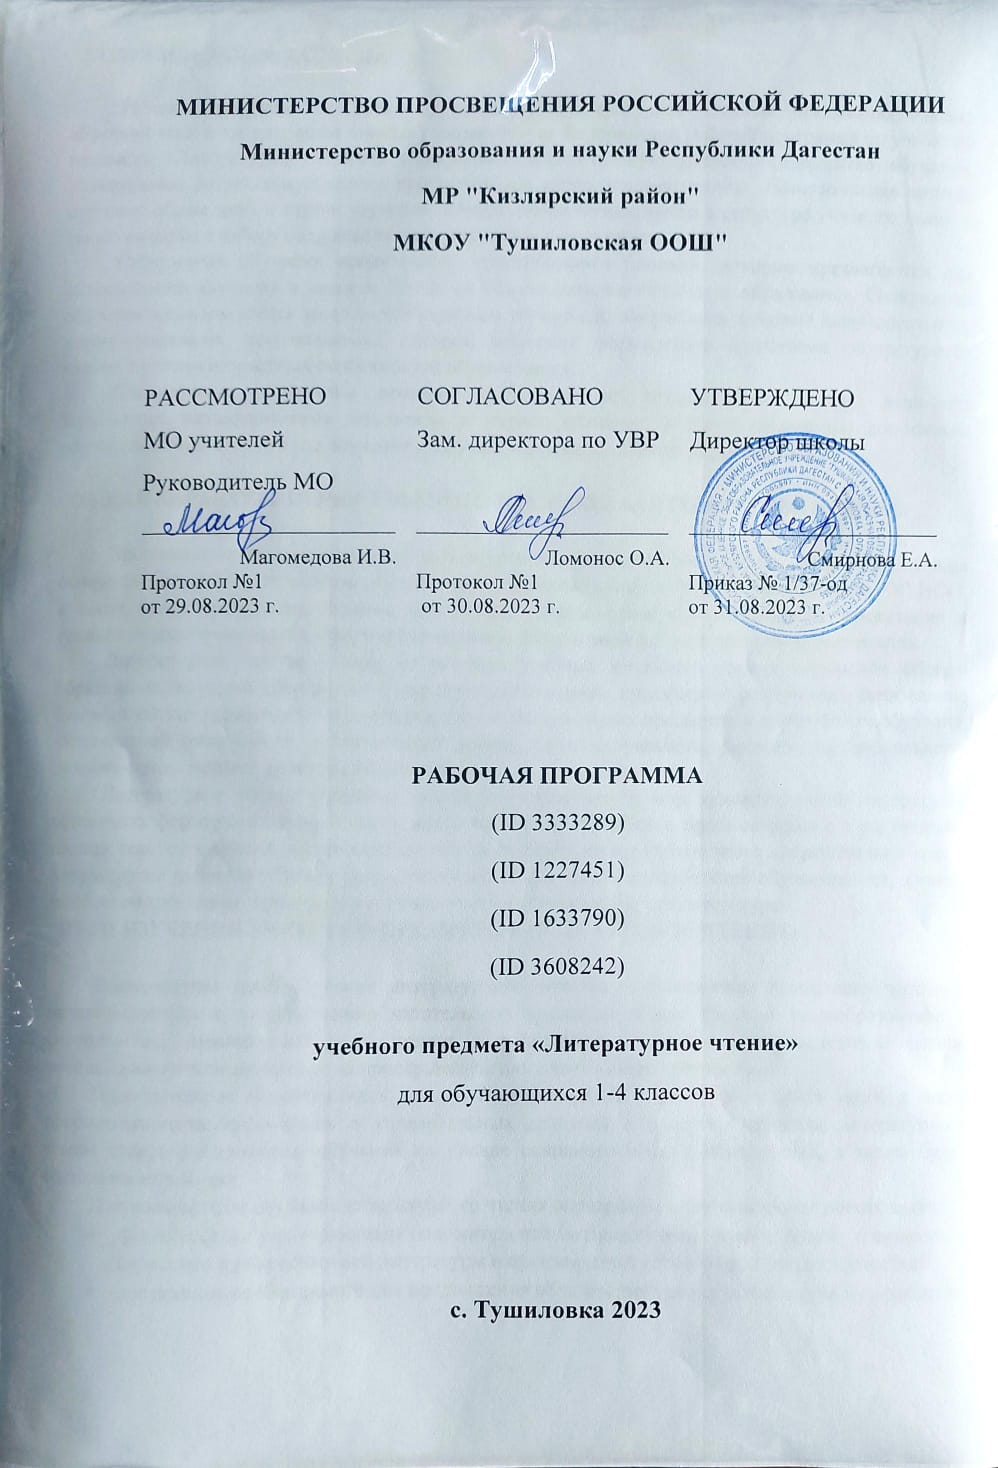 МИНИСТЕРСТВО ПРОСВЕЩЕНИЯ РОССИЙСКОЙ ФЕДЕРАЦИИ
Министерство образования и науки Республики Дагестан
МР "Кизлярский район"
МКОУ "Тушиловская ООШ"
РАССМОТРЕНО
МО учителей
Руководитель МО
Магомедова И.В.
Протокол №1
от 29.08.2023 г.
СОГЛАСОВАНО
Зам. директора по УВР
Ломонос О.А.
Протокол №1
от 30.08.2023 г.
УТВЕРЖДЕНО
Директор школы
Смирнова Е.А.
Приказ № 1/37-од
от 31.08.2023 г.
РАБОЧАЯ ПРОГРАММА
(ID 3333289)
(ID 1227451)
(ID 1633790)
(ID 3608242)
учебного предмета «Литературное чтение»
для обучающихся 1-4 классов
с. Тушиловка 2023